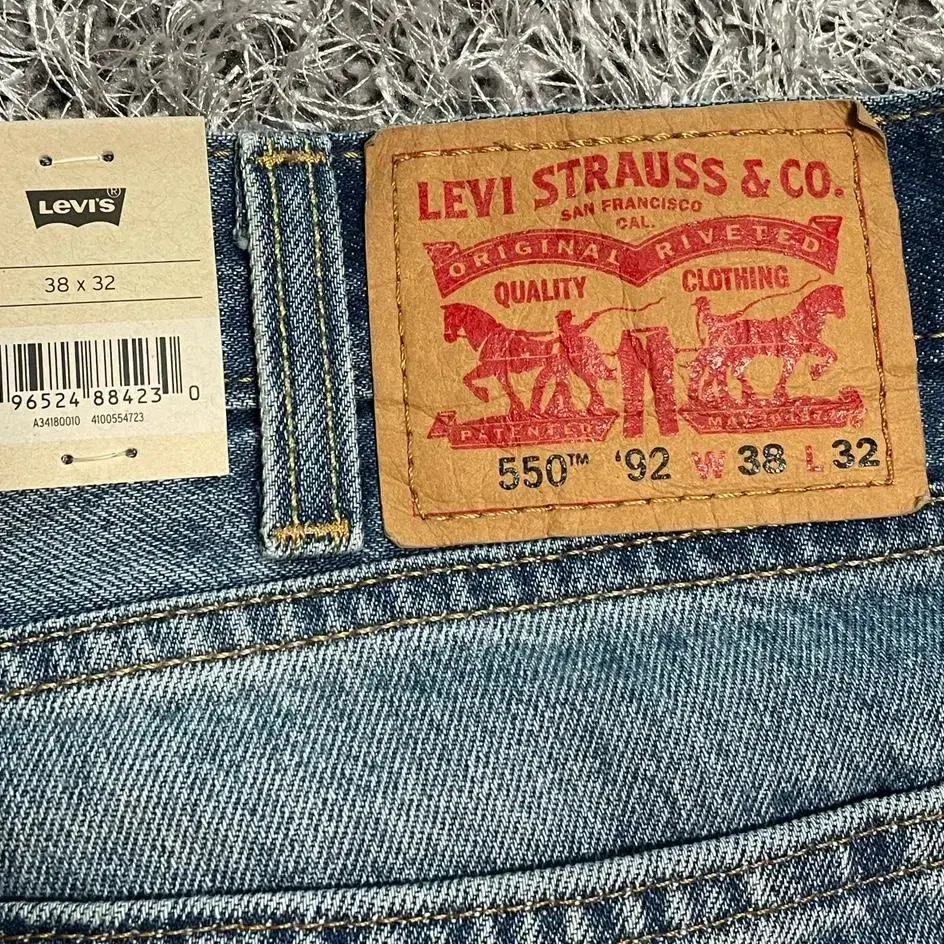 LEVI'S®
38 x 32
96524 88423 0
A34180010 4100554723
LEVI STRAUSS & CO.
SAN FRANCISCO
CAL.
ORIGINAL RIVETED
QUALITY CLOTHING
PATENTED
550™ '92 W 38 L 32